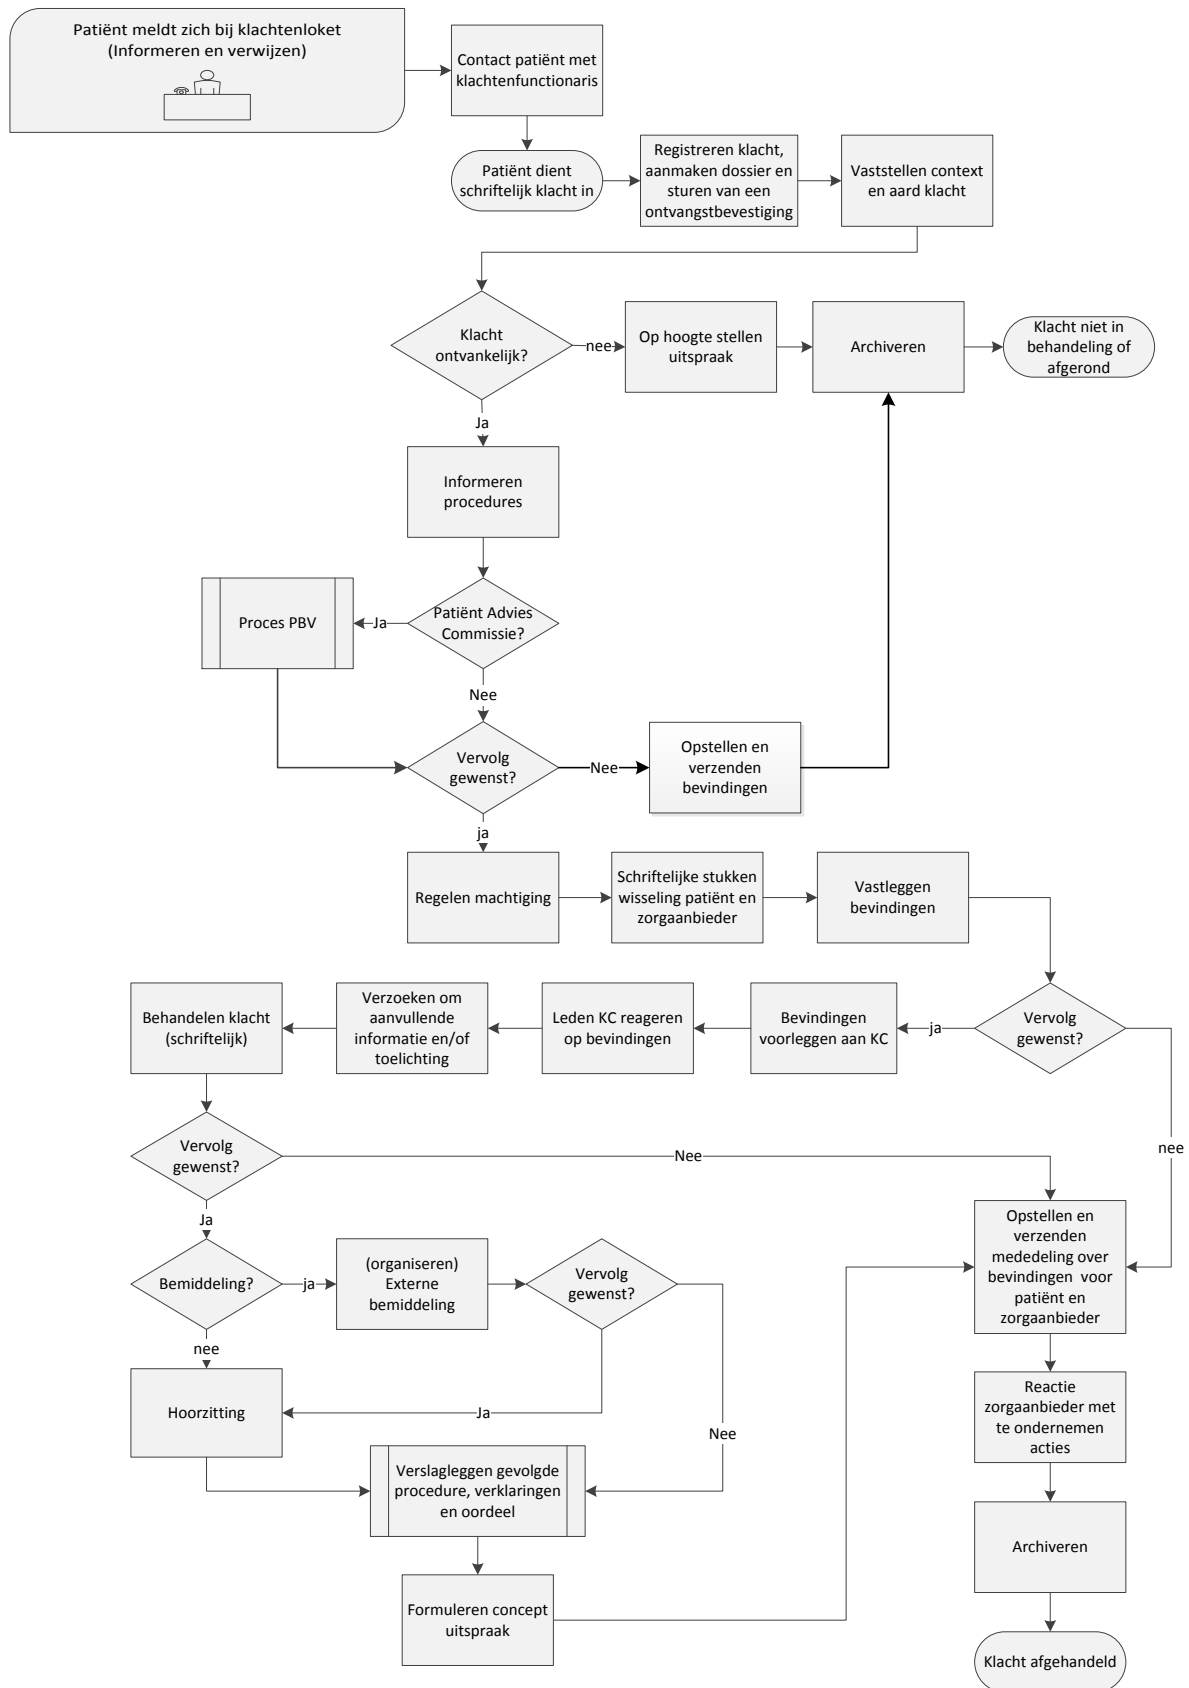 Patiënt meldt zich bij klachtenloket
(Informeren en verwijzen)
Contact patiënt met
klachtenfunctionaris
Patiënt dient
schriftelijk klacht in
Registreren klacht,
aanmaken dossier en
sturen van een
ontvangstbevestiging
Vaststellen context
en aard klacht
Klacht
ontvankelijk?
nee
Op hoogte stellen
uitspraak
Archiveren
Klacht niet in
behandeling of
afgerond
Ja
Informeren
procedures
Patiënt Advies
Commissie?
Ja
Proces PBV
Nee
Vervolg
gewenst?
Nee
Opstellen en
verzenden
bevindingen
ja
Regelen machtiging
Schriftelijke stukken
wisseling patiënt en
zorgaanbieder
Vastleggen
bevindingen
Vervolg
gewenst?
ja
Bevindingen
voorleggen aan KC
Leden KC reageren
op bevindingen
Verzoeken om
aanvullende
informatie en/of
toelichting
Behandelen klacht
(schriftelijk)
nee
Vervolg
gewenst?
Nee
Opstellen en
verzenden
mededeling over
bevindingen voor
patiënt en
zorgaanbieder
Ja
Bemiddeling?
ja
(organiseren)
Externe
bemiddeling
Vervolg
gewenst?
nee
Hoorzitting
Ja
Nee
Reactie
zorgaanbieder met
te ondernemen
acties
Verslagleggen gevolgde
procedure, verklaringen
en oordeel
Archiveren
Formuleren concept
uitspraak
Klacht afgehandeld